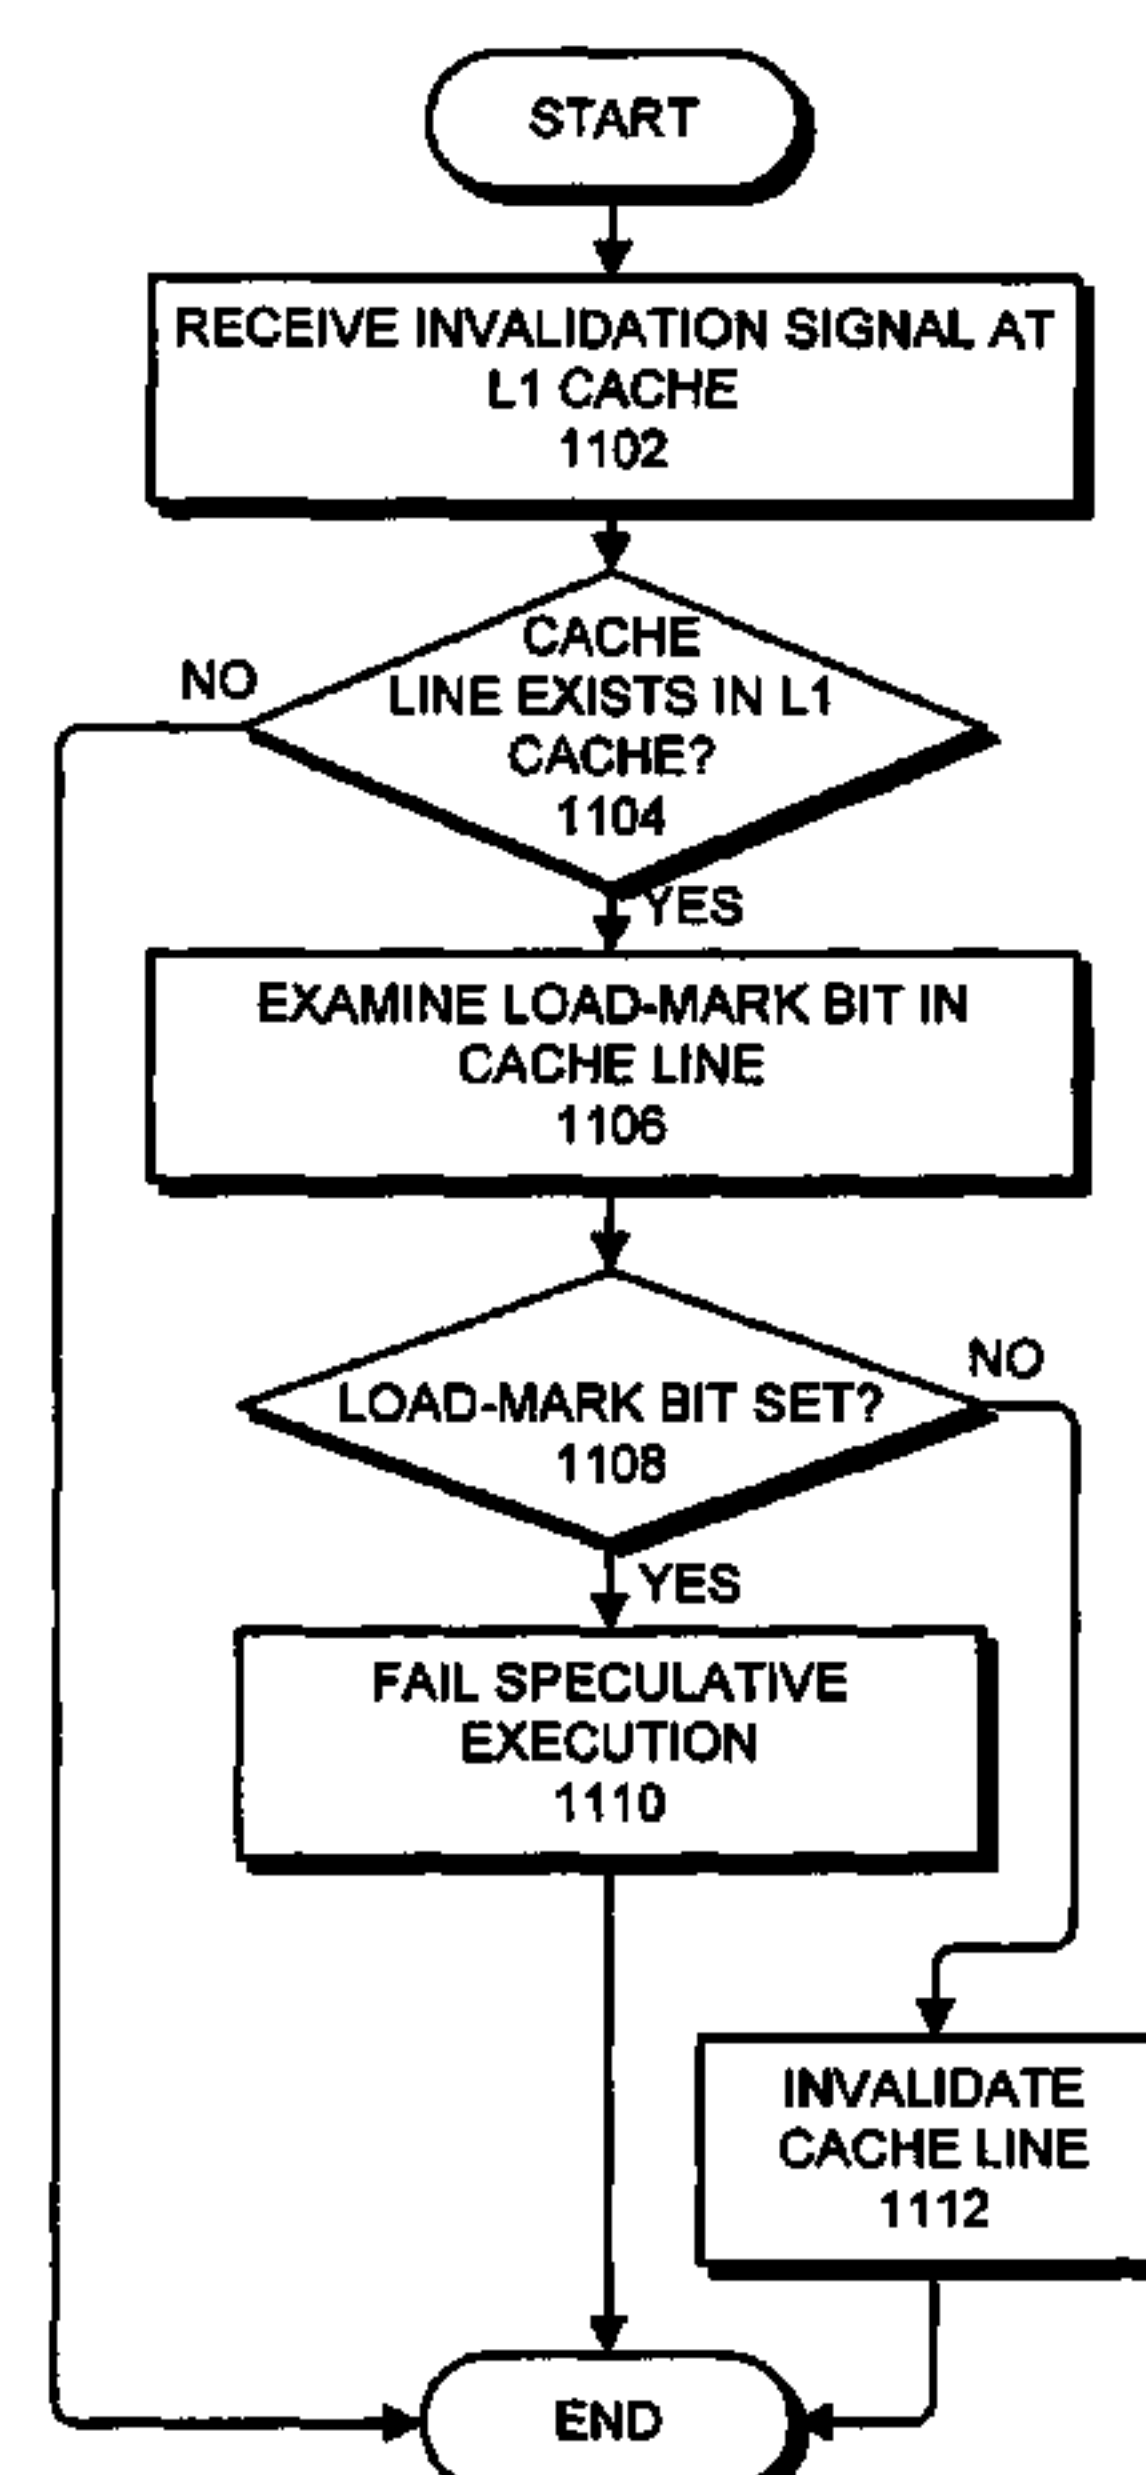 START
RECEIVE INVALIDATION SIGNAL AT
L1 CACHE
1102
CACHE
LINE EXISTS IN L1
CACHE?
1104
NO
YES
EXAMINE LOAD-MARK BIT IN
CACHE LINE
1106
LOAD-MARK BIT SET?
1108
NO
YES
FAIL SPECULATIVE
EXECUTION
1110
INVALIDATE
CACHE LINE
1112
END